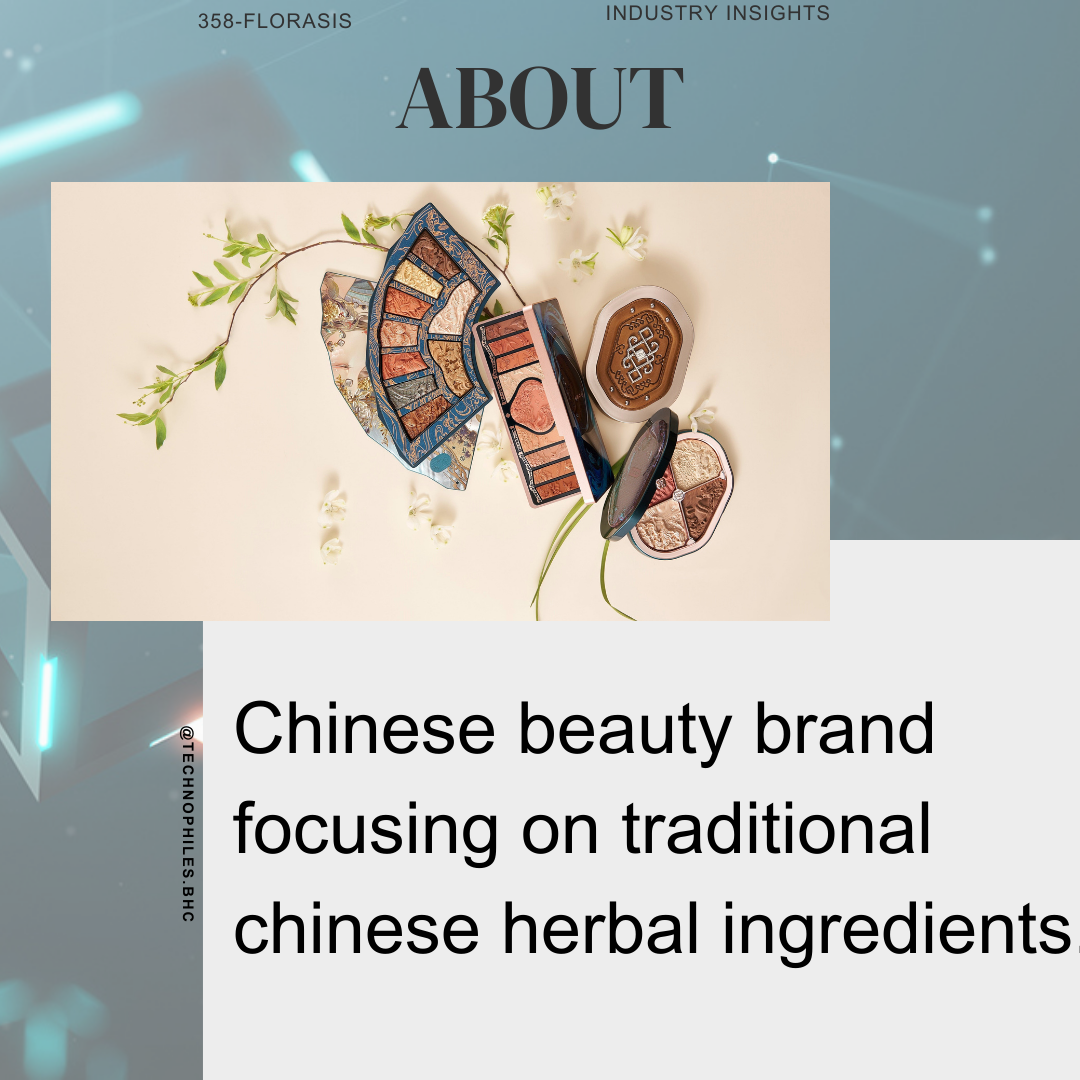 358-FLORASIS
INDUSTRY INSIGHTS
ABOUT
@TECHNOPHILES.BHC
Chinese beauty brand
focusing on traditional
chinese herbal ingredients.